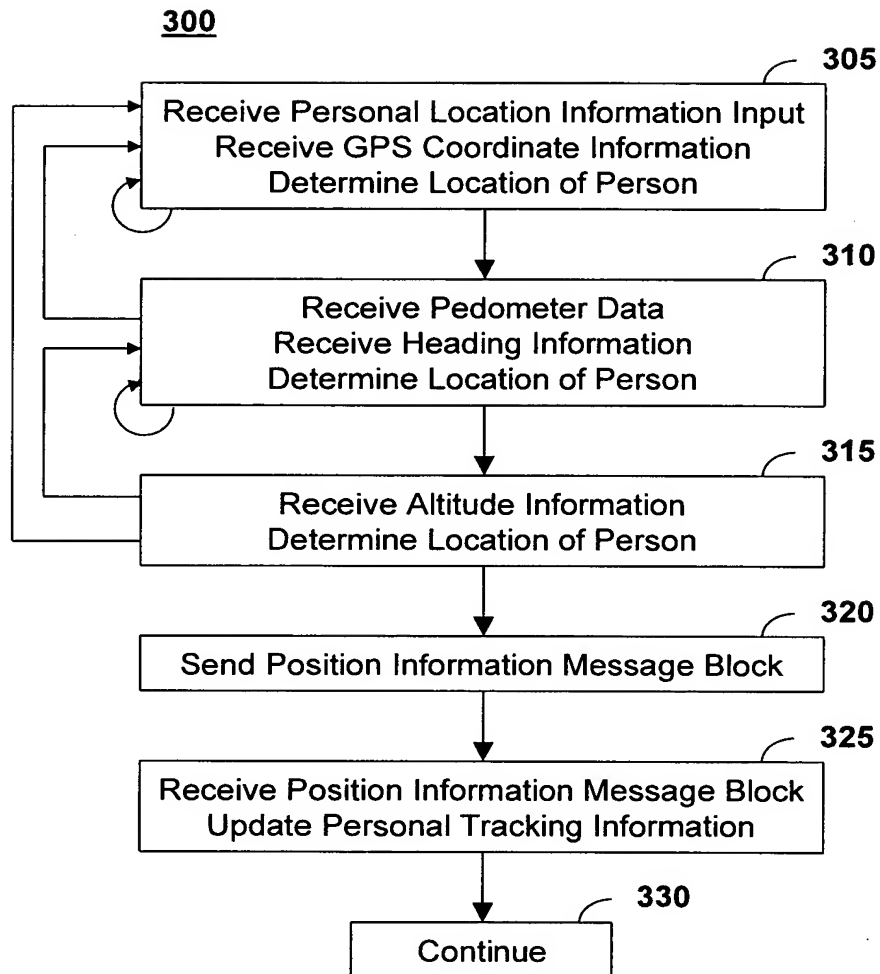 300
305
Receive Personal Location Information Input
Receive GPS Coordinate Information
Determine Location of Person
310
Receive Pedometer Data
Receive Heading Information
Determine Location of Person
315
Receive Altitude Information
Determine Location of Person
320
Send Position Information Message Block
325
Receive Position Information Message Block
Update Personal Tracking Information
330
Continue